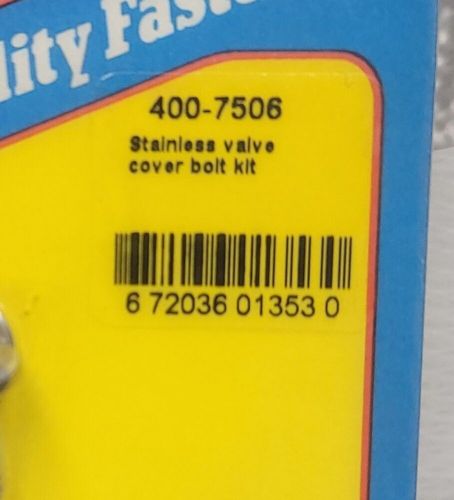 lity Fast
400-7506
Stainless valve
cover bolt kit
6 72036 01353 0